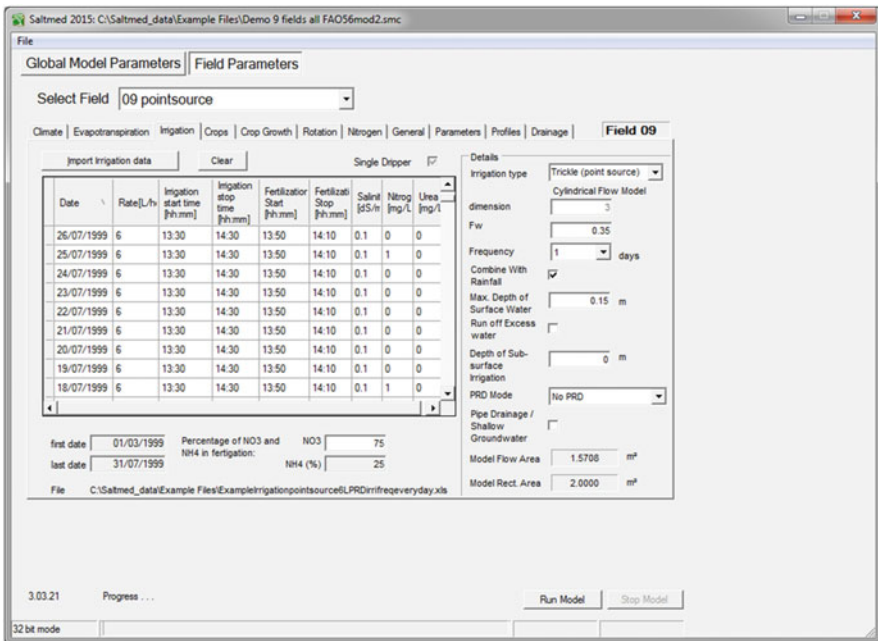 Saltmed 2015: C:\Saltmed_data\Example Files\Demo 9 fields all FAO56mod2.smc
File
Global Model Parameters Field Parameters
Select Field 09 pointsource
Climate Evapotranspiration Irrigation Crops Crop Growth Rotation Nitrogen General Parameters Profiles Drainage Field 09
Import Irrigation data Clear Single Dripper
Date Rate[L/h Irrigation start time [hh:mm] Irrigation stop time [hh:mm] Fertilization Start [hh:mm] Fertilizati Stop [hh:mm] Salinit [dS/m Nitrog [mg/L Urea [mg/L
26/07/1999 6 13:30 14:30 13:50 14:10 0.1 0 0
25/07/1999 6 13:30 14:30 13:50 14:10 0.1 1 0
24/07/1999 6 13:30 14:30 13:50 14:10 0.1 0 0
23/07/1999 6 13:30 14:30 13:50 14:10 0.1 0 0
22/07/1999 6 13:30 14:30 13:50 14:10 0.1 0 0
21/07/1999 6 13:30 14:30 13:50 14:10 0.1 0 0
20/07/1999 6 13:30 14:30 13:50 14:10 0.1 0 0
19/07/1999 6 13:30 14:30 13:50 14:10 0.1 0 0
18/07/1999 6 13:30 14:30 13:50 14:10 0.1 1 0
first date 01/03/1999 Percentage of NO3 and NH4 in fertigation: NO3 75
last date 31/07/1999 NH4 (%) 25
File C:\Saltmed_data\Example Files\ExampleIrrigationpointsource6LPRDirrifreqeveryday.xls
Details
Irrigation type Trickle (point source)
Cylindrical Flow Model
dimension 3
Fw 0.35
Frequency 1 days
Combine With
Rainfall
Max. Depth of
Surface Water 0.15 m
Run off Excess
water
Depth of Sub-
surface 0 m
Irrigation
PRD Mode No PRD
Pipe Drainage /
Shallow
Groundwater
Model Flow Area 1.5708 m²
Model Rect. Area 2.0000 m²
3.03.21 Progress . . . Run Model Stop Model
32 bit mode